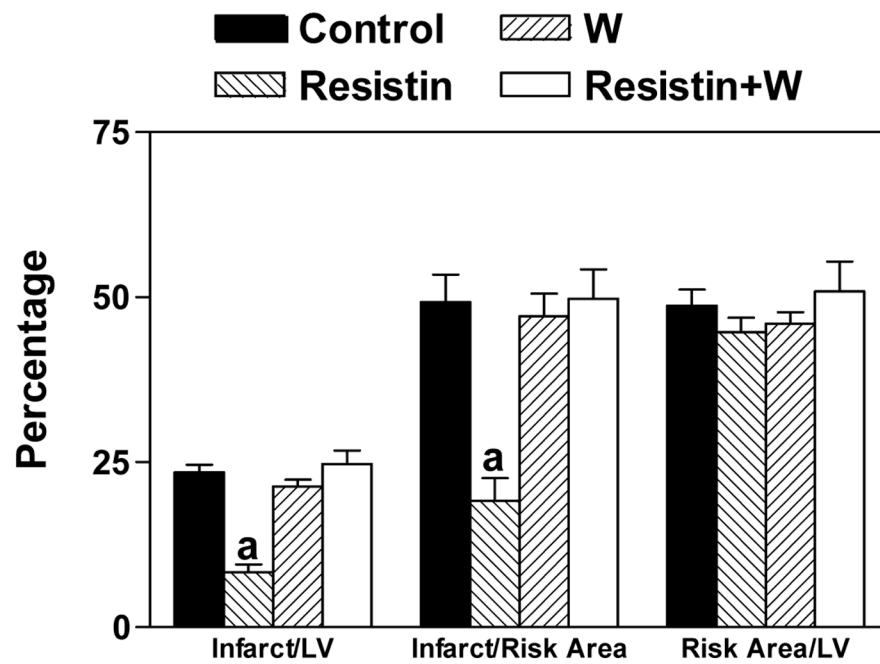 Control
W
Resistin
Resistin+W
75
50
25
0
Percentage
a
a
Infarct/LV
Infarct/Risk Area
Risk Area/LV